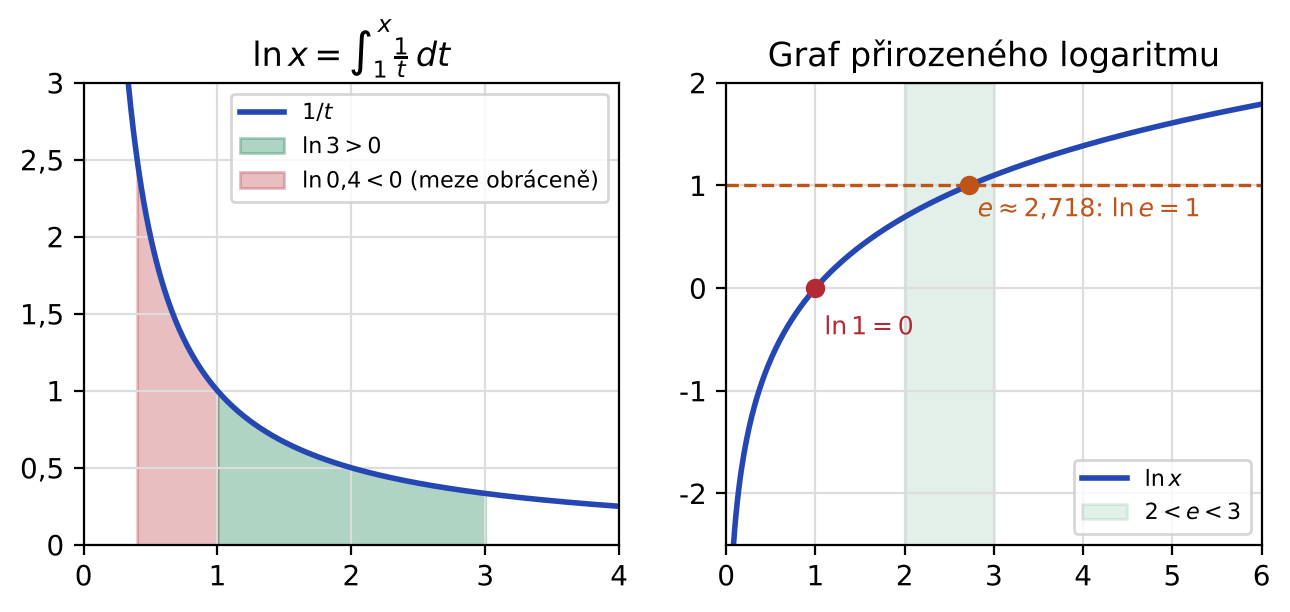 ln x = ∫₁ˣ 1/t dt
3
2,5
2
1,5
1
0,5
0
0 1 2 3 4
1/t
ln 3 > 0
ln 0,4 < 0 (meze obráceně)
Graf přirozeného logaritmu
2
1
0
-1
-2
0 1 2 3 4 5 6
e ≈ 2,718: ln e = 1
ln 1 = 0
ln x
2 < e < 3